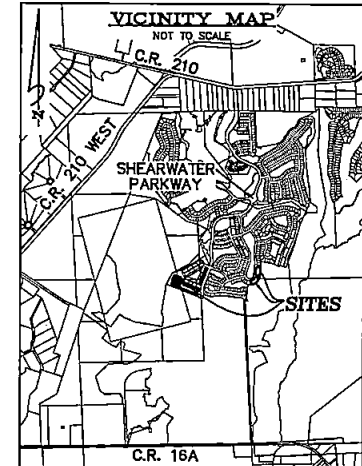 VICINITY MAP
NOT TO SCALE
C.R. 210
N
C.R. 210 WEST
SHEARWATER
PARKWAY
SITES
C.R. 16A